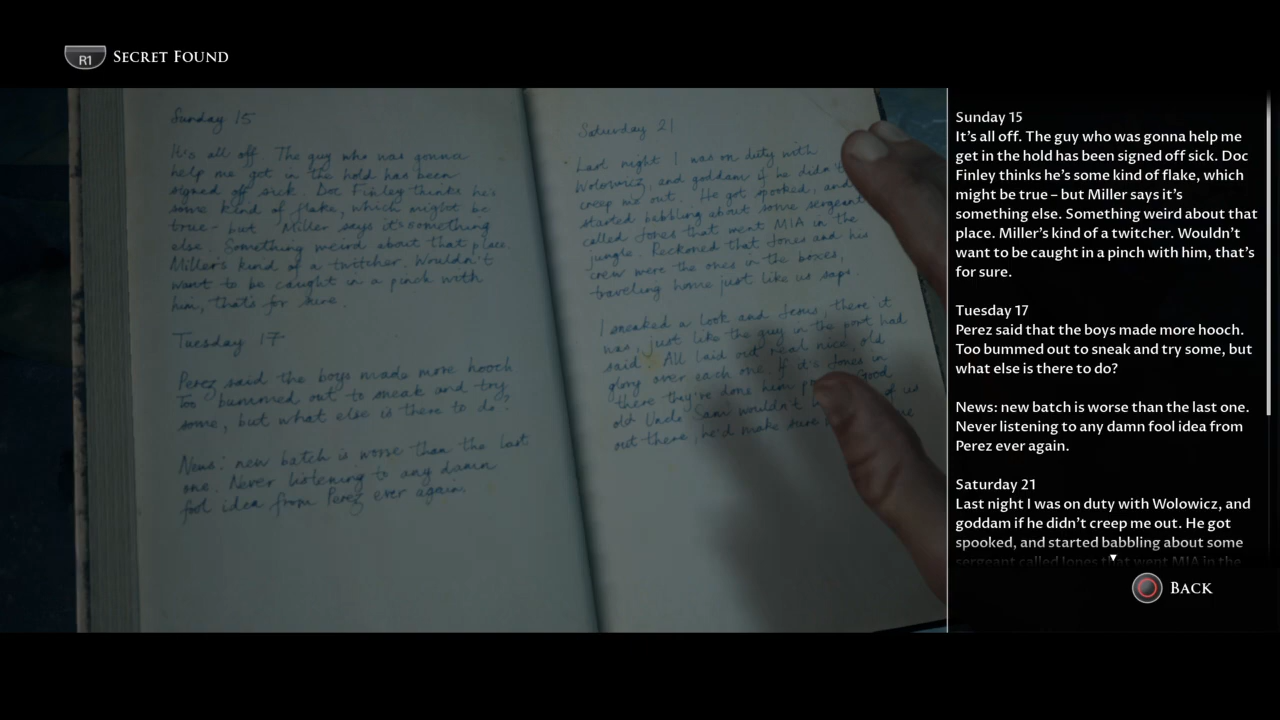 R1
SECRET FOUND
Sunday 15
It's all off. The guy who was gonna
help me get in the hold has been
signed off sick. Doc Finley thinks he's
some kind of flake, which might be
true – but Miller says it's something
else. Something weird about that place.
Miller's kind of a twitcher. Wouldn't
want to be caught in a pinch with
him, that's for sure.
Tuesday 17
Perez said the boys made more hooch
Too bummed out to sneak and try
some, but what else is there to do?
News: new batch is worse than the last
one. Never listening to any damn
fool idea from Perez ever again.
Saturday 21
Last night I was on duty with
Wolowicz, and goddam if he didn't
creep me out. He got spooked, and
started babbling about some sergeant
called Jones that went MIA in the
jungle. Reckoned that Jones and his
crew were the ones in the boxes,
traveling home just like us saps.
I sneaked a look and Jesus, there it
was, just like the guy in the port had
said. All laid out real nice, old
glory over each one. If it's Jones in
there they've done him Good
old Uncle Sam wouldn't of us
out there, he'd make sure
Sunday 15
It's all off. The guy who was gonna help me
get in the hold has been signed off sick. Doc
Finley thinks he's some kind of flake, which
might be true – but Miller says it's
something else. Something weird about that
place. Miller's kind of a twitcher. Wouldn't
want to be caught in a pinch with him, that's
for sure.
Tuesday 17
Perez said that the boys made more hooch.
Too bummed out to sneak and try some, but
what else is there to do?
News: new batch is worse than the last one.
Never listening to any damn fool idea from
Perez ever again.
Saturday 21
Last night I was on duty with Wolowicz, and
goddam if he didn't creep me out. He got
spooked, and started babbling about some
sergeant called Jones that went MIA in the
BACK